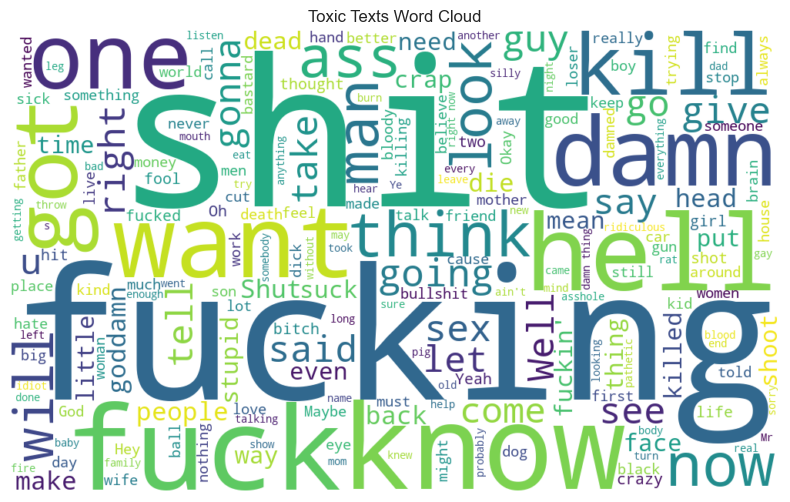 Toxic Texts Word Cloud
wanted
one
listen
leg
call
world
something
sick
gonna
dead
hand
better
bastard
thought
ass
crap
need
look
guy
another
silly
go
loser
really
boy
kill
trying
find
dad
stop
always
keep
give
got
time
right
never
money
men
fool
shit
take
man
burn
bloody
killing
believe
right now
Okay
two
night
good
away
every
die
damn
damned
someone
everything
father
live
bad
throw
getting
s
u
hit
fucked
cut
Oh
death
feel
eat
try
anything
mouth
hear
made
Ye
leave
talk
friend
mother
say
head
brain
mean
girl
ridiculous
new
put
car
gun
rat
house
gay
want
work
somebody
dick
without
may
took
think
cause
going
came
damn thing
still
shot
around
hell
place
much
went
enough
kind
son
lot
Shutsuck
bullshit
sure
ain't
mind
asshole
kid
women
hate
left
big
idiot
done
will
little
woman
goddamn
tell
stupid
bitch
said
even
long
fucking
pig
sex
let
Yeah
old
Well
fuckin'
looking
thing
pathetic
first
killed
blood
end
told
shoot
sorry
God
Hey
family
baby
day
fire
make
wife
people
love
talking
ball
nothing
way
show
mom
Maybe
name
eye
fuck
must
help
back
knew
might
know
probably
come
dog
see
face
black
crazy
body
turn
life
real
Mr
now